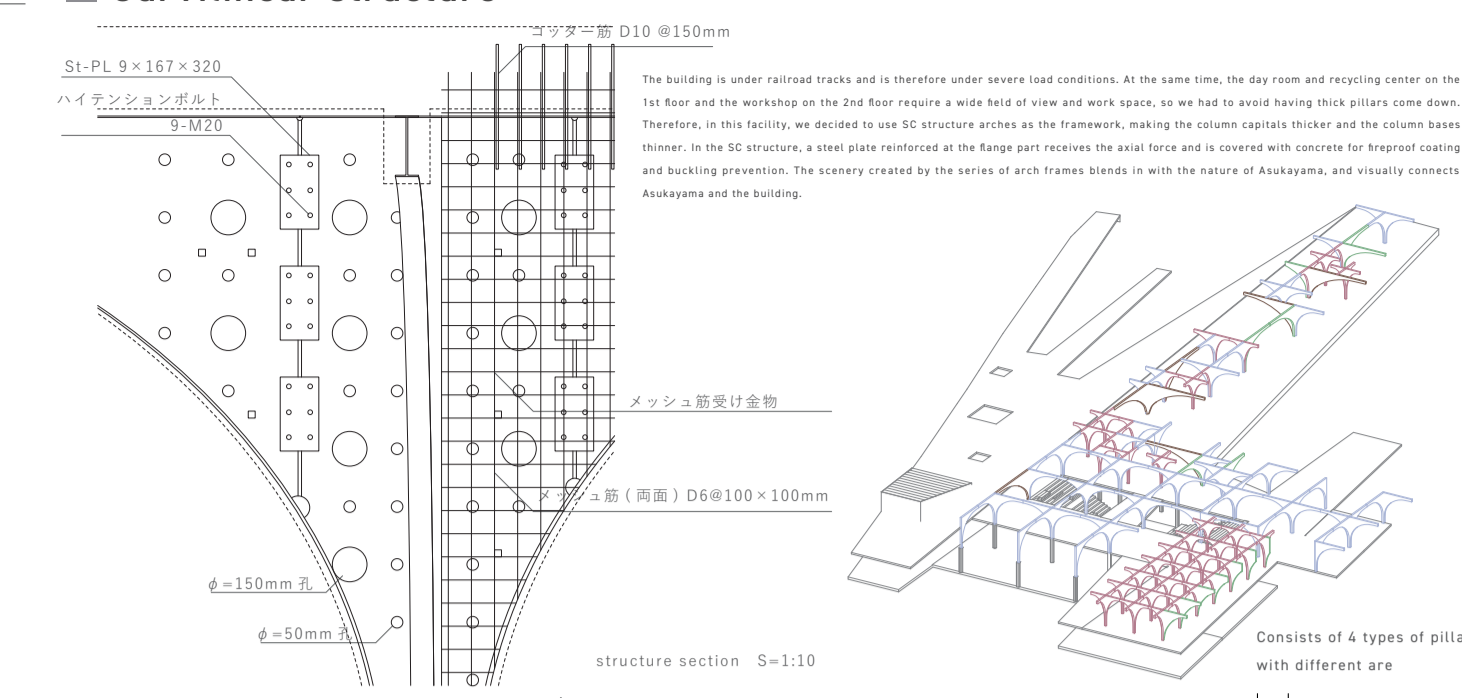 コッター筋 D10 @150mm
St-PL 9×167×320
ハイテンションボルト
9-M20
The building is under railroad tracks and is therefore under severe load conditions. At the same time, the day room and recycling center on the
1st floor and the workshop on the 2nd floor require a wide field of view and work space, so we had to avoid having thick pillars come down.
Therefore, in this facility, we decided to use SC structure arches as the framework, making the column capitals thicker and the column bases
thinner. In the SC structure, a steel plate reinforced at the flange part receives the axial force and is covered with concrete for fireproof coating
and buckling prevention. The scenery created by the series of arch frames blends in with the nature of Asukayama, and visually connects
Asukayama and the building.
メッシュ筋受け金物
メッシュ筋 ( 両面 ) D6@100×100mm
φ=150mm 孔
φ=50mm 孔
structure section S=1:10
Consists of 4 types of pilla
with different are